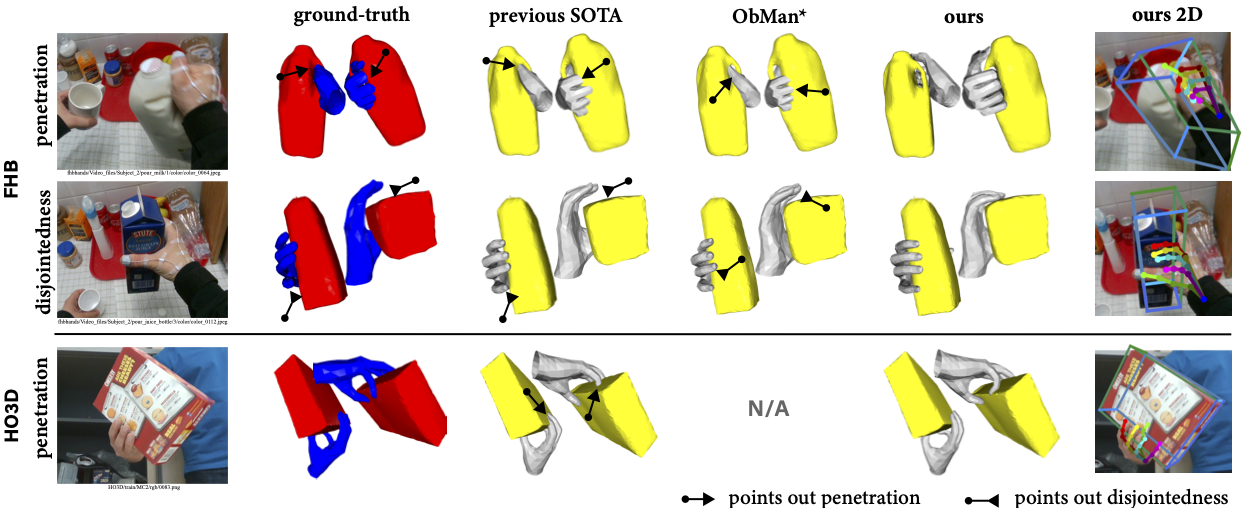 ground-truth previous SOTA ObMan* ours ours 2D
FHB
penetration
fhbhands/Video_files/Subject_2/pour_milk/1/color/color_0064.jpeg
disjointedness
STUTE
fhbhands/Video_files/Subject_2/pour_juice_bottle/3/color/color_0112.jpeg
HO3D
penetration
N/A
HO3D/train/MC2/rgb/0083.png
points out penetration points out disjointedness